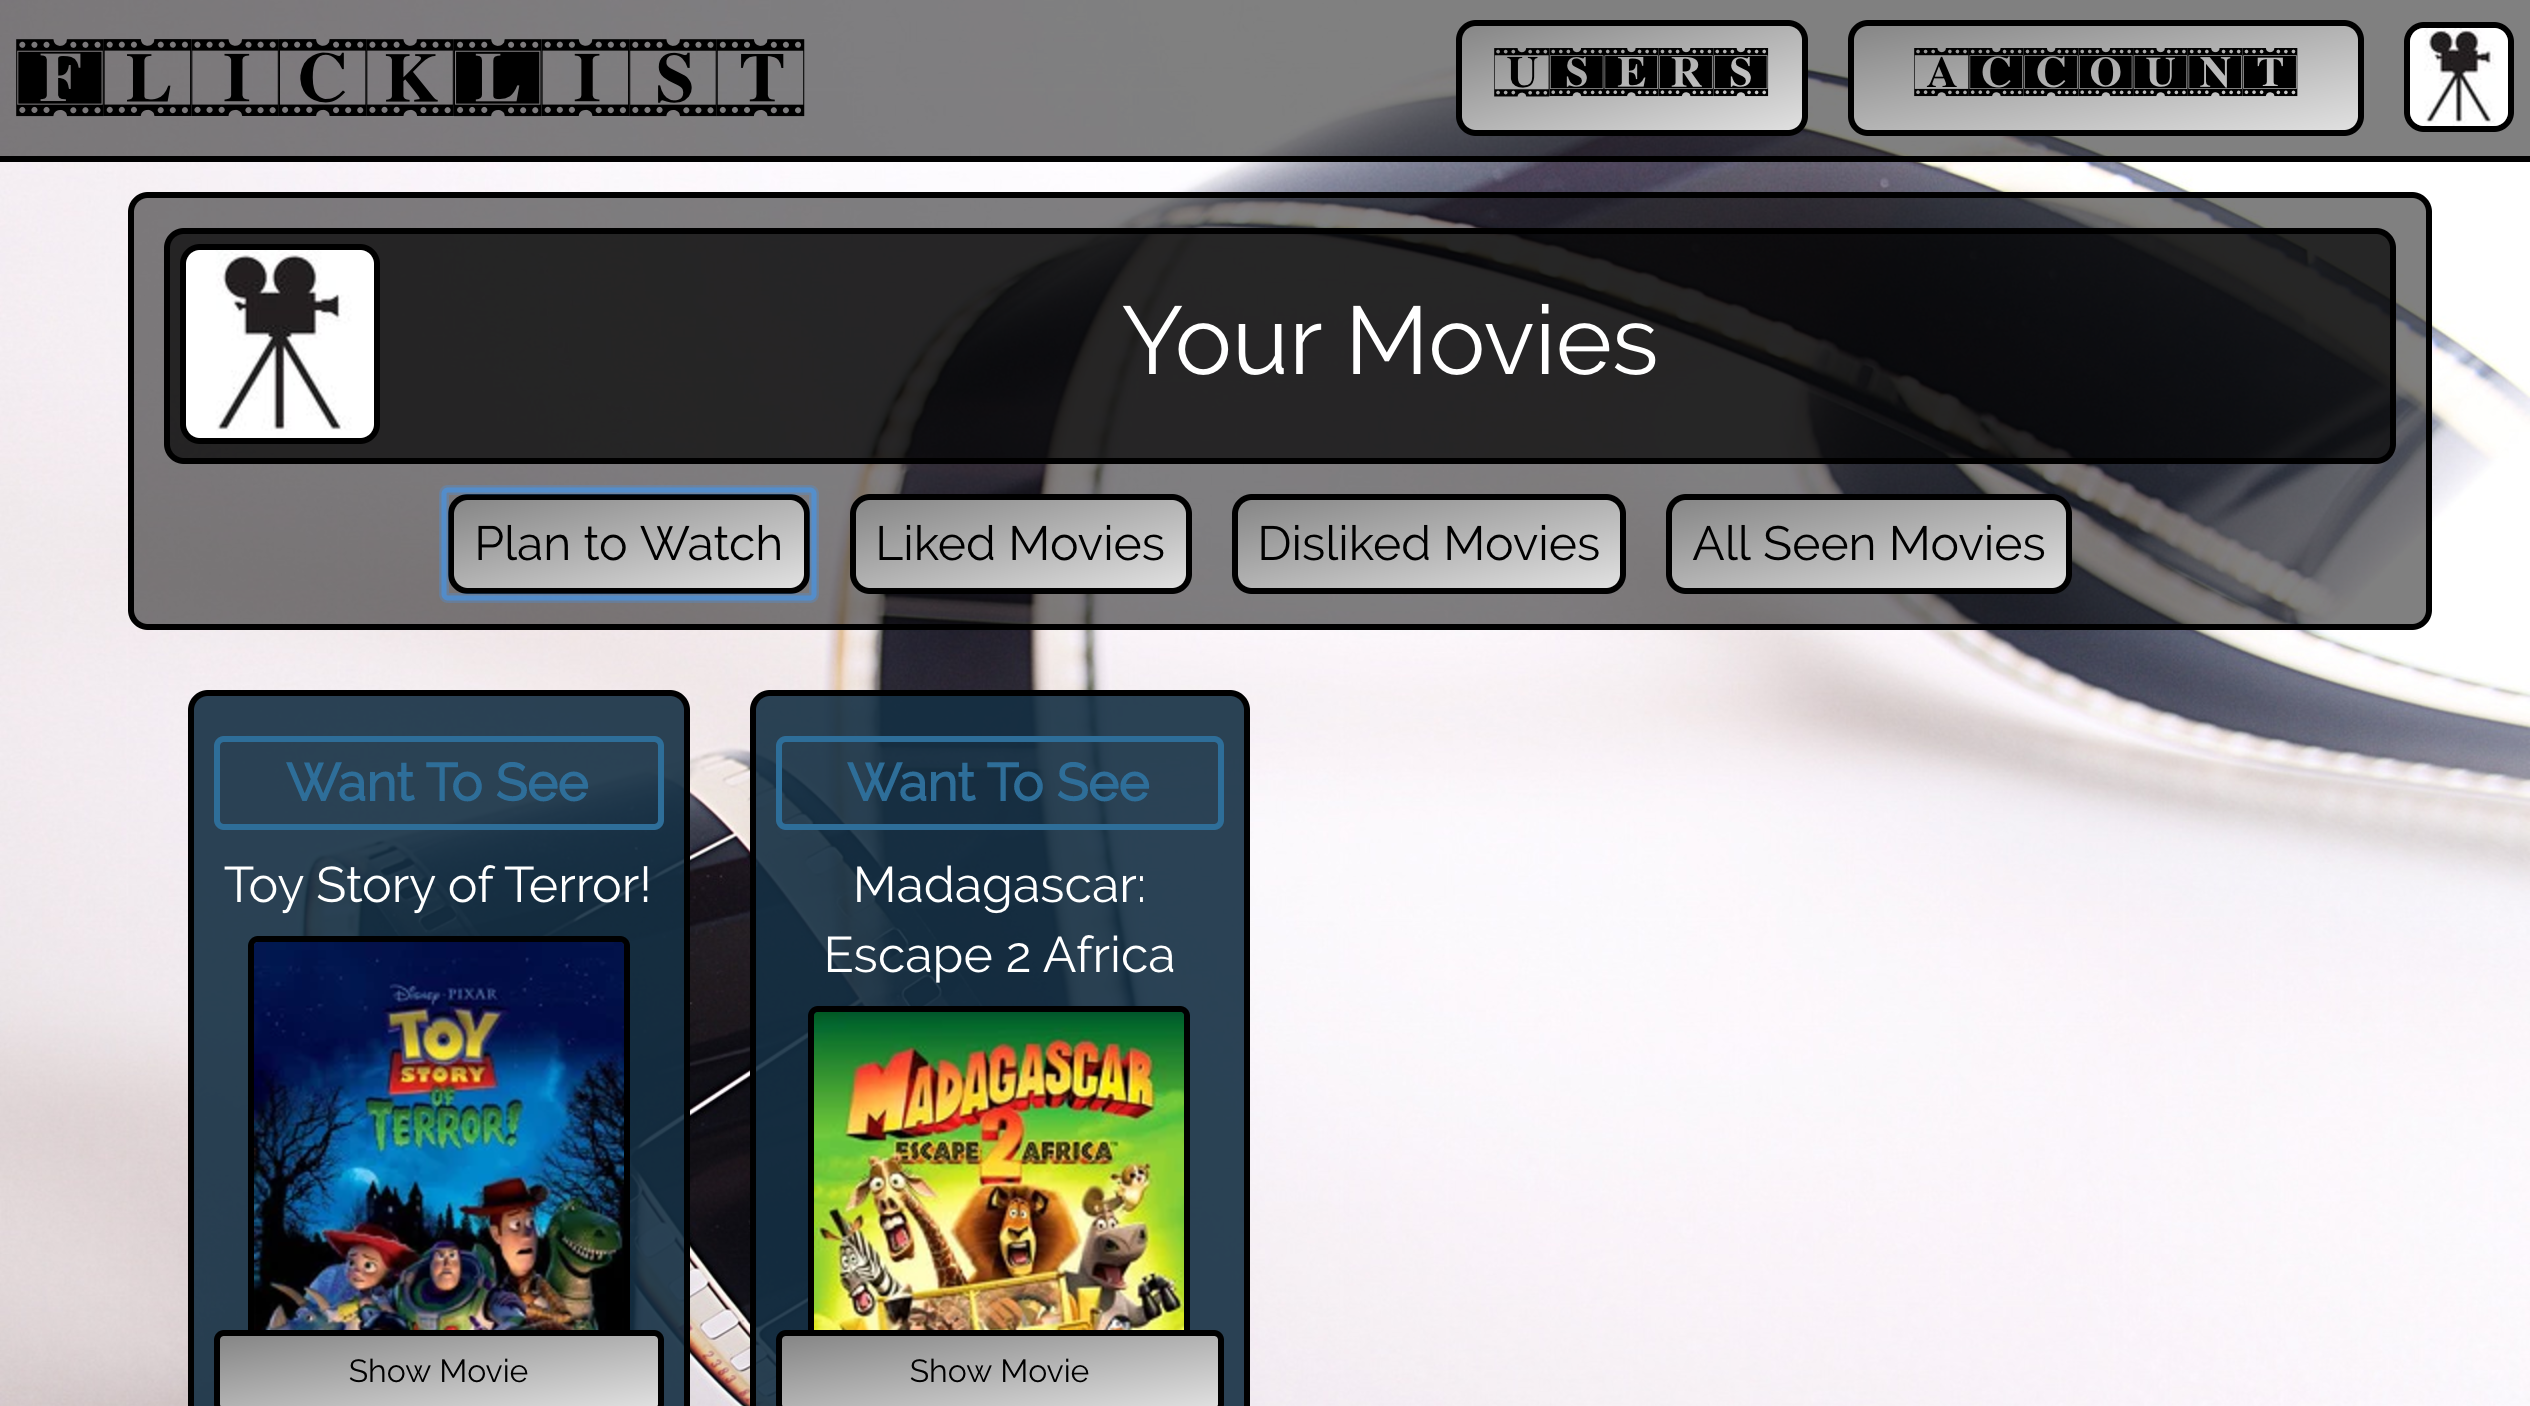 FLICKLIST
USERS
ACCOUNT
Your Movies
Plan to Watch
Liked Movies
Disliked Movies
All Seen Movies
Want To See
Toy Story of Terror!
DISNEY·PIXAR
TOY
STORY
OF
TERROR!
Show Movie
Want To See
Madagascar:
Escape 2 Africa
MADAGASCAR
ESCAPE 2 AFRICA™
Show Movie